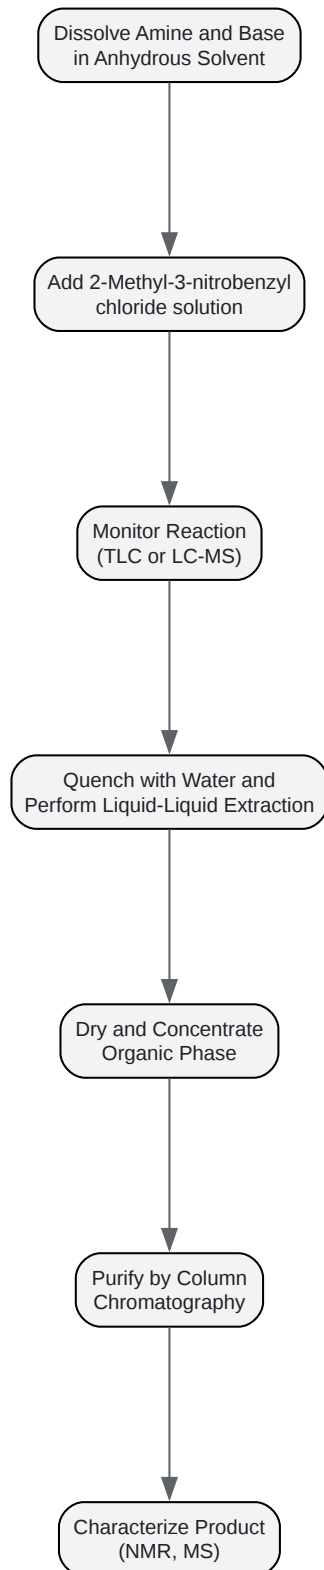 Dissolve Amine and Base
in Anhydrous Solvent
Add 2-Methyl-3-nitrobenzyl
chloride solution
Monitor Reaction
(TLC or LC-MS)
Quench with Water and
Perform Liquid-Liquid Extraction
Dry and Concentrate
Organic Phase
Purify by Column
Chromatography
Characterize Product
(NMR, MS)